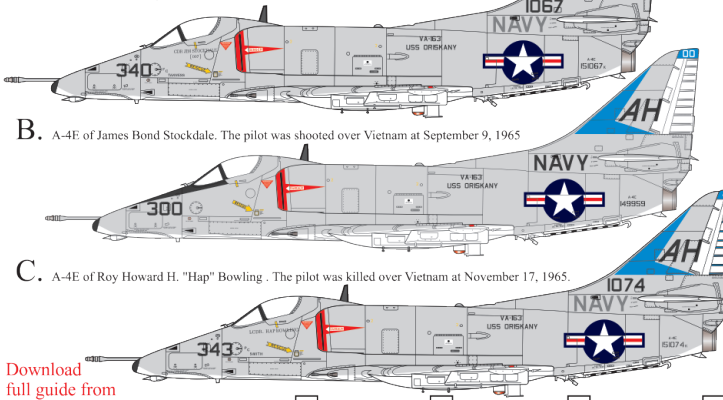 1067
NAVY
VA-163
USS ORISKANY
A-4E
151067
340
00
AH
B. A-4E of James Bond Stockdale. The pilot was shooted over Vietnam at September 9, 1965
NAVY
VA-163
USS ORISKANY
A-4E
149959
300
AH
C. A-4E of Roy Howard H. "Hap" Bowling . The pilot was killed over Vietnam at November 17, 1965.
1074
NAVY
VA-163
USS ORISKANY
A-4E
151074
343
Download
full guide from